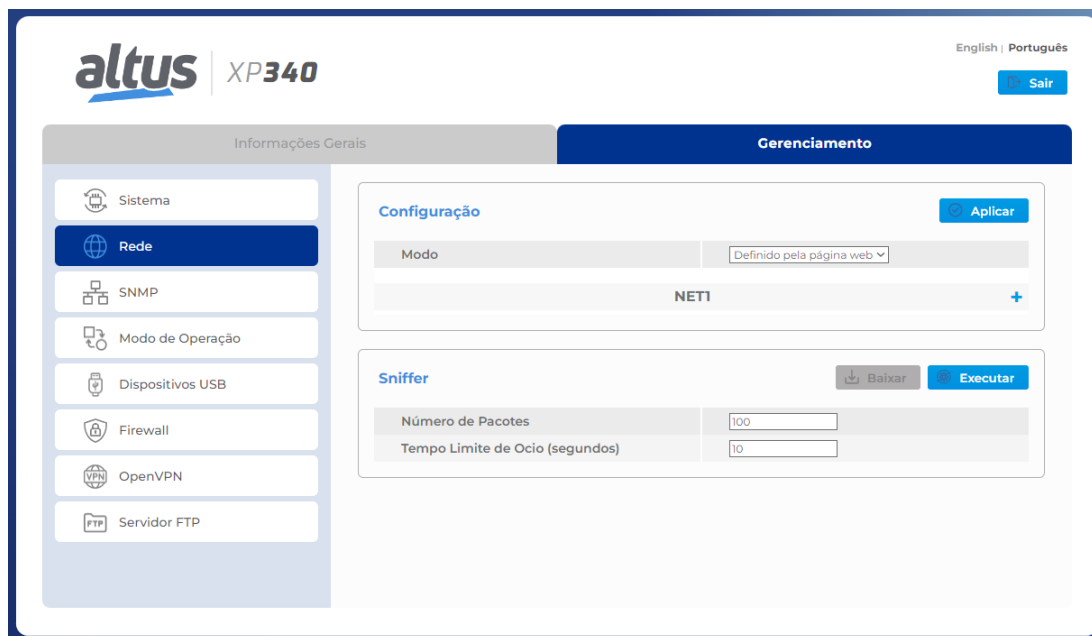 English | Português
altus | XP340
Sair
Informações Gerais
Gerenciamento
Sistema
Rede
SNMP
Modo de Operação
Dispositivos USB
Firewall
VPN
OpenVPN
FTP
Servidor FTP
Configuração
Aplicar
Modo
Definido pela página web
NET1
+
Sniffer
Baixar
Executar
Número de Pacotes
100
Tempo Limite de Ocio (segundos)
10